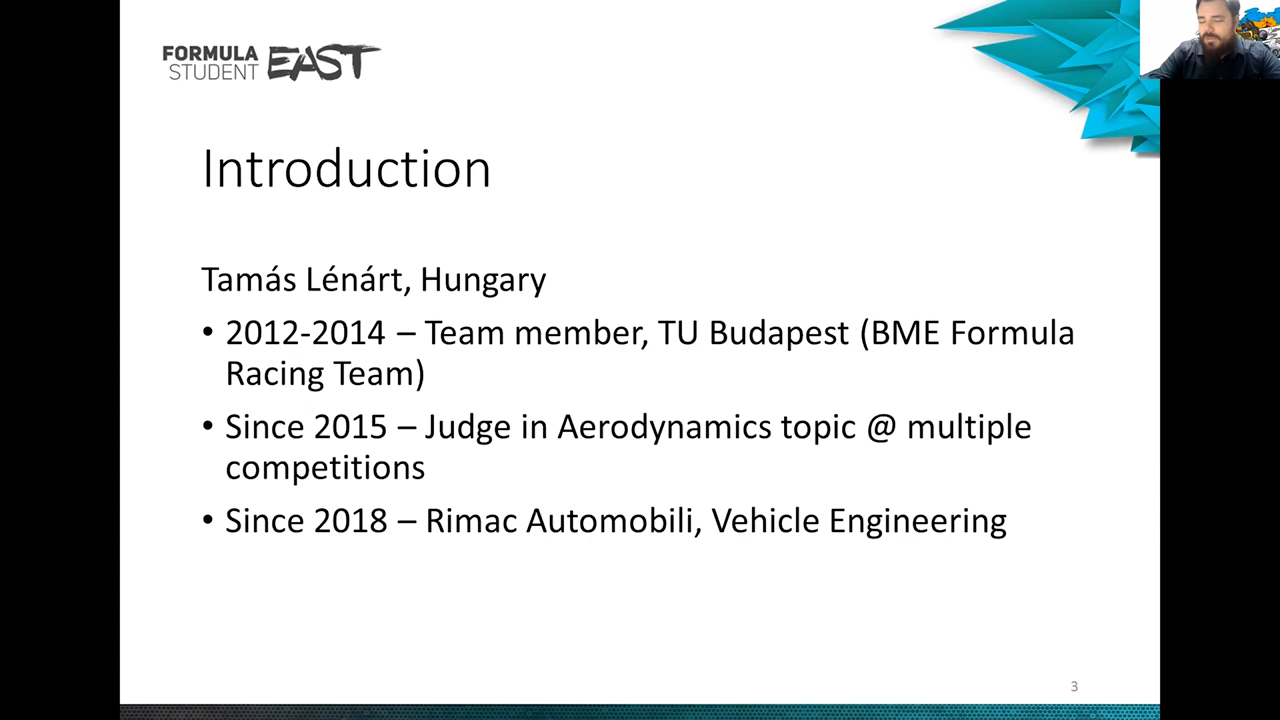 FORMULA
STUDENT EAST
Introduction
Tamás Lénárt, Hungary
• 2012-2014 – Team member, TU Budapest (BME Formula
Racing Team)
• Since 2015 – Judge in Aerodynamics topic @ multiple
competitions
• Since 2018 – Rimac Automobili, Vehicle Engineering
3